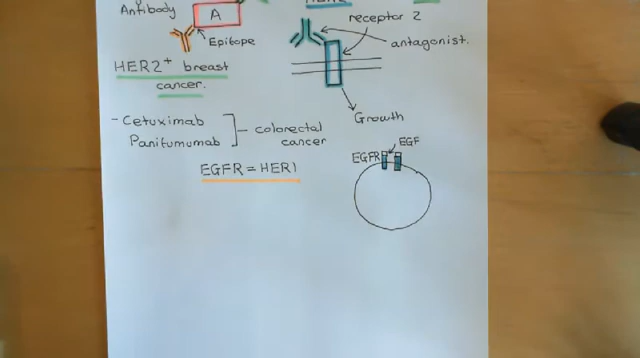 Antibody
A
Epitope
receptor 2
antagonist.
HER2+ breast
cancer.
Growth
- Cetuximab
Panitumumab
colorectal
cancer
EGFR = HER1
EGF
EGFR